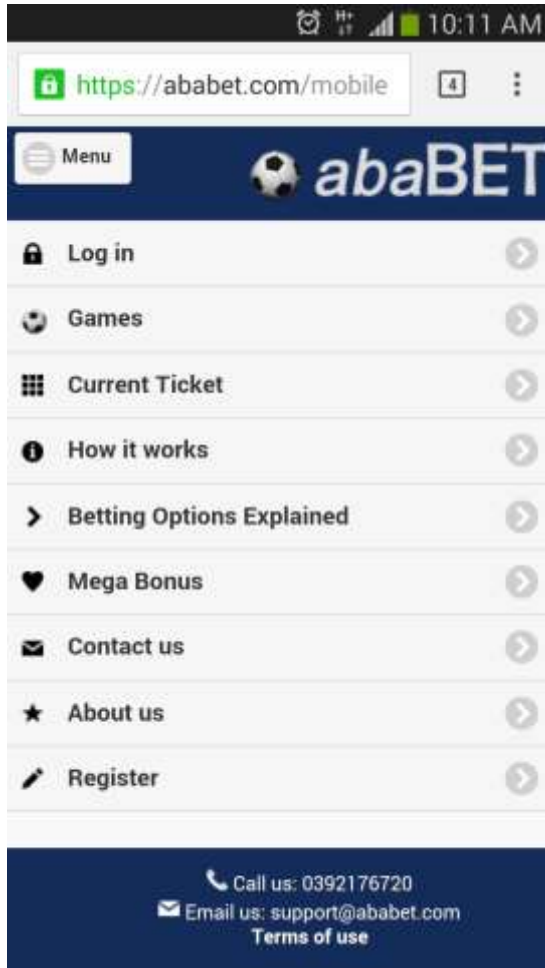 H+
10:11 AM
https://ababet.com/mobile
4
Menu
abaBET
Log in
Games
Current Ticket
How it works
Betting Options Explained
Mega Bonus
Contact us
About us
Register
Call us: 0392176720
Email us: support@ababet.com
Terms of use